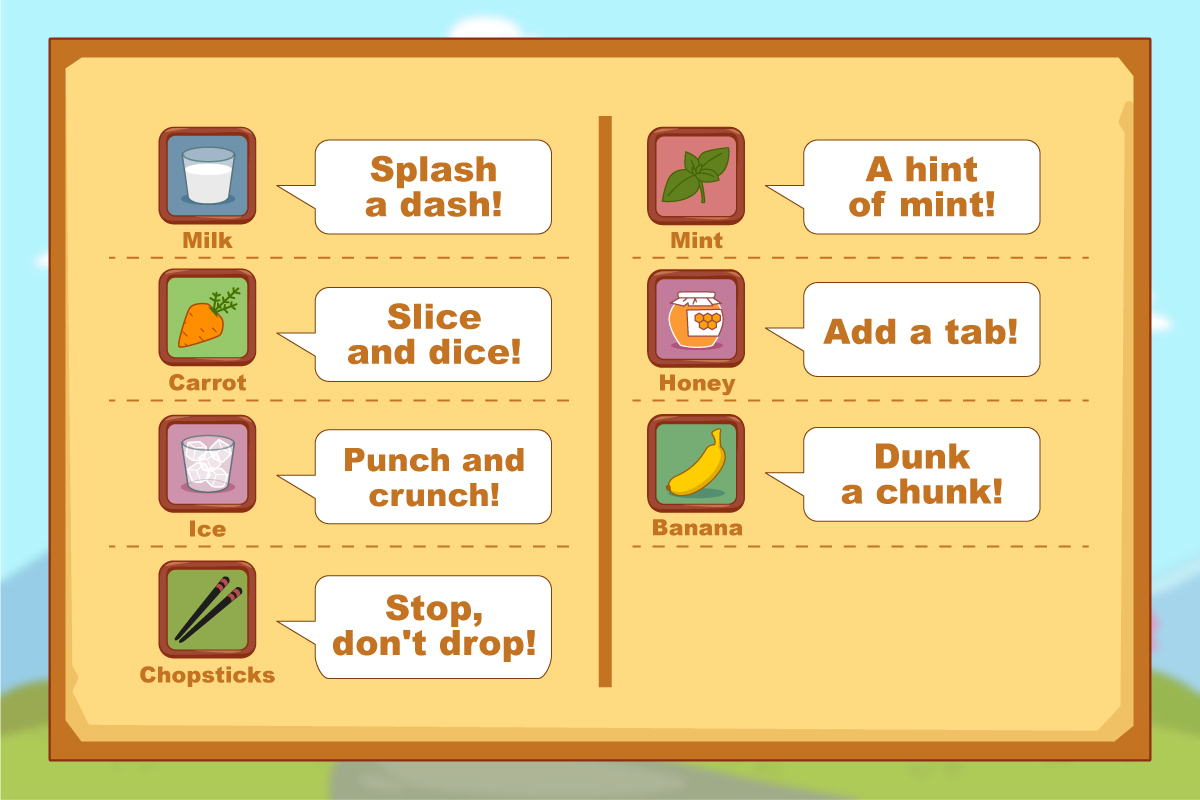 Splash
a dash!
Milk
Slice
and dice!
Carrot
Punch and
crunch!
Ice
Stop,
don't drop!
Chopsticks
A hint
of mint!
Mint
Add a tab!
Honey
Dunk
a chunk!
Banana